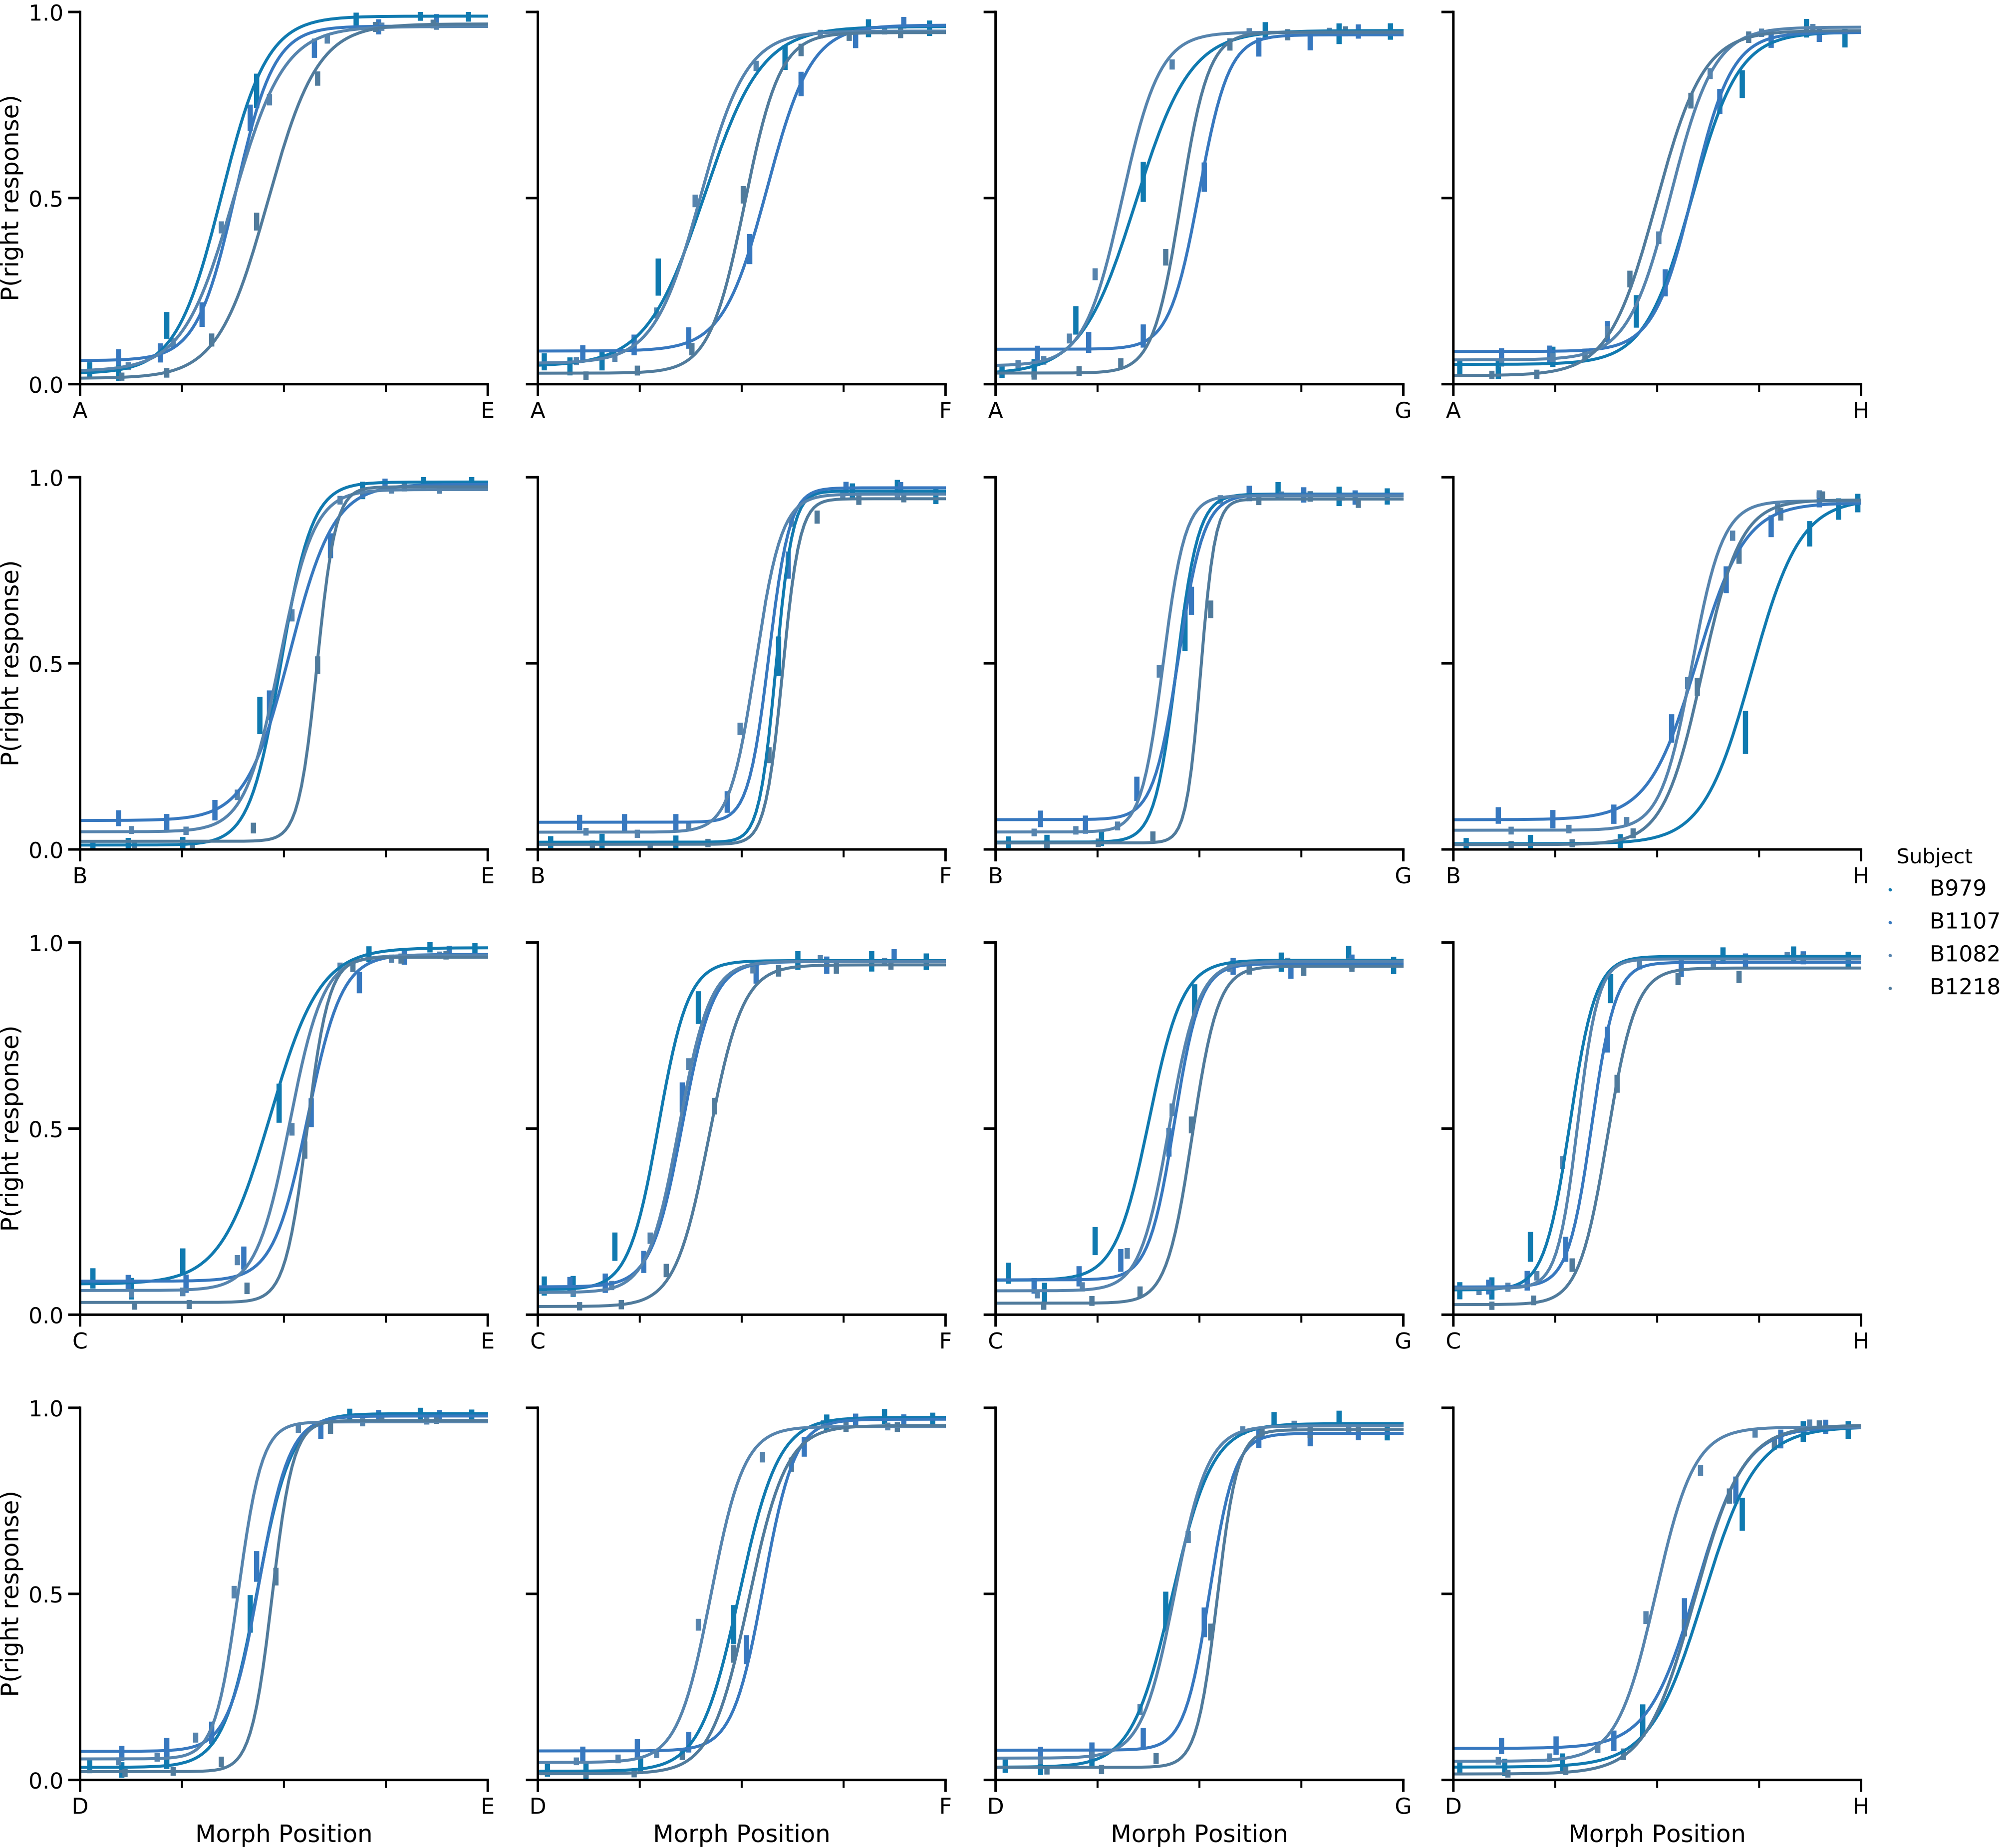 P(right response)
1.0
0.5
0.0
A E
A F
A G
A H
P(right response)
1.0
0.5
0.0
B E
B F
B G
B H
Subject
B979
B1107
B1082
B1218
P(right response)
1.0
0.5
0.0
C E
C F
C G
C H
P(right response)
1.0
0.5
0.0
D E
D F
D G
D H
Morph Position
Morph Position
Morph Position
Morph Position